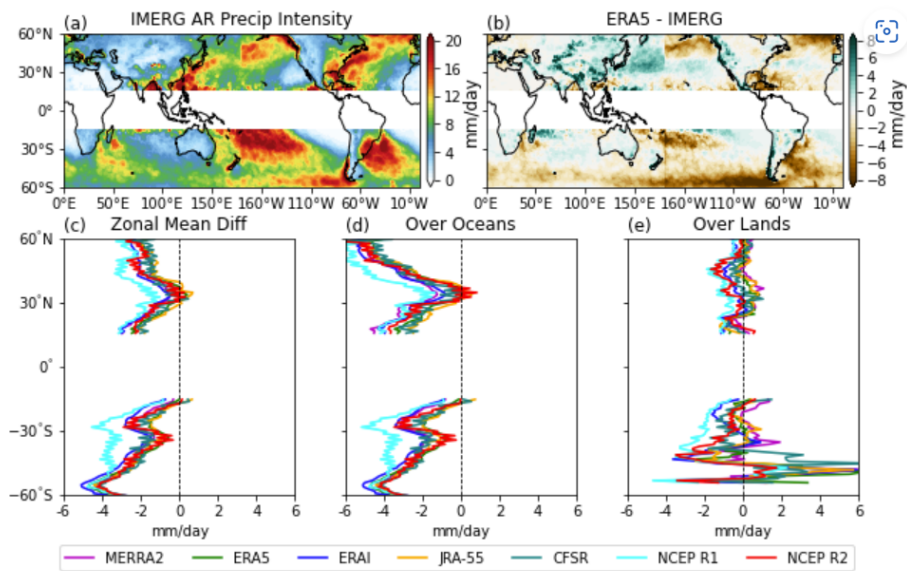 (a) IMERG AR Precip Intensity
(b) ERA5 - IMERG
60°N
30°N
0°
30°S
60°S
0°E 50°E 100°E 150°E 160°W 110°W 60°W 10°W
20
16
12
8
4
0
mm/day
0°E 50°E 100°E 150°E 160°W 110°W 60°W 10°W
8
6
4
2
0
−2
−4
−6
−8
mm/day
(c) Zonal Mean Diff
(d) Over Oceans
(e) Over Lands
60°N
30°N
0°
−30°S
−60°S
-6 -4 -2 0 2 4 6
mm/day
-6 -4 -2 0 2 4 6
mm/day
-6 -4 -2 0 2 4 6
mm/day
MERRA2 ERA5 ERAI JRA-55 CFSR NCEP R1 NCEP R2